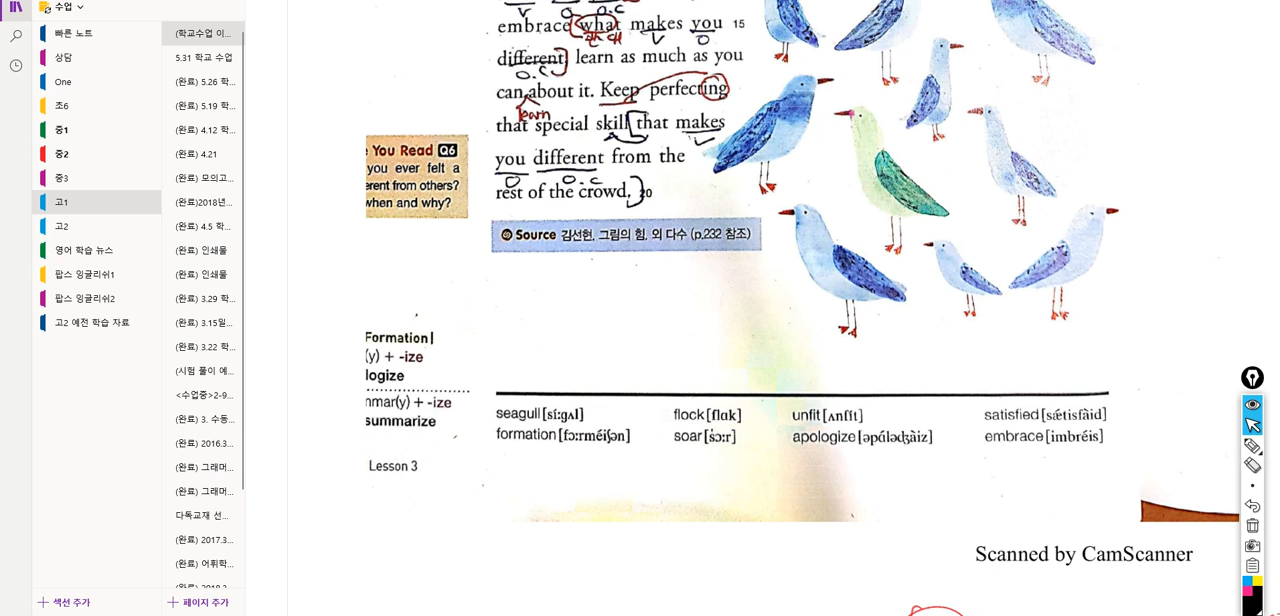 수업
빠른 노트
상담
One
초6
중1
중2
중3
고1
고2
영어 학습 뉴스
팝스 잉글리쉬1
팝스 잉글리쉬2
고2 예전 학습 자료
섹션 추가
(학교수업 이...
5.31 학교 수업
(완료) 5.26 학...
(완료) 5.19 학...
(완료) 4.12 학...
(완료) 4.21
(완료) 모의고...
(완료)2018년...
(완료) 4.5 학...
(완료) 인쇄물
(완료) 인쇄물
(완료) 3.29 학...
(완료) 3.15일...
(완료) 3.22 학...
(시험 풀이 예...
<수업중>2-9...
(완료) 3. 수동...
(완료) 2016.3...
(완료) 그래머...
(완료) 그래머...
다독교재 선...
(완료) 2017.3...
(완료) 어휘학...
페이지 추가
V O O.C
embrace what makes you 15
관 대 V O
different, learn as much as you
O.C
can about it. Keep perfecting
learn
that special skill that makes
V
you different from the
O O.C
rest of the crowd. 20
You Read Q6
you ever felt a
erent from others?
when and why?
Source 김선현, 그림의 힘, 외 다수 (p.232 참조)
Formation|
(y) + -ize
logize
mar(y) + -ize
summarize
seagull [síːgʌl] flock [flɑk] unfit [ʌnfít] satisfied [sǽtisfàid]
formation [fɔːrméiʃən] soar [sɔːr] apologize [əpálədʒàiz] embrace [imbréis]
Lesson 3
Scanned by CamScanner